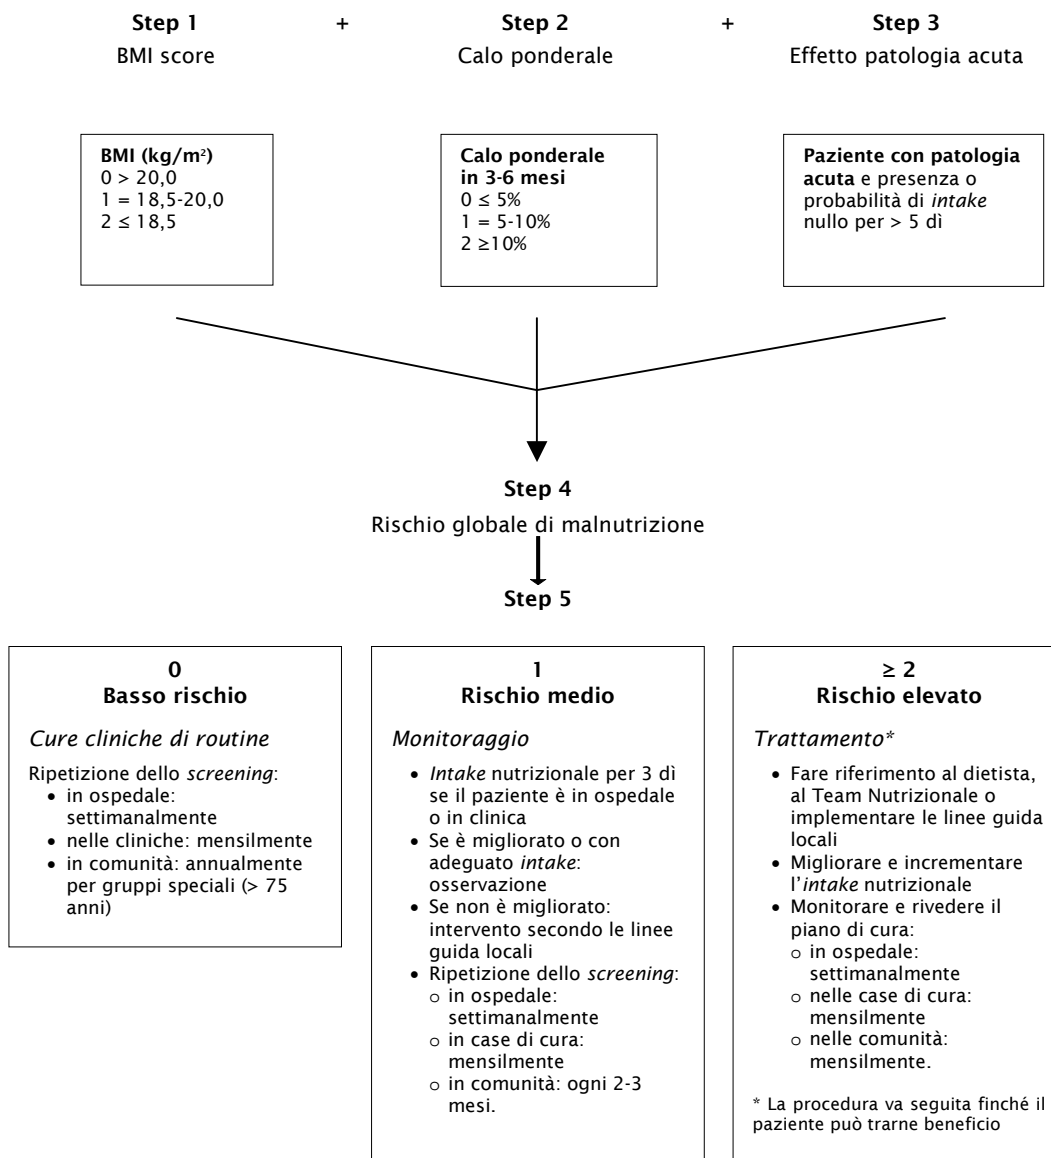 Step 1 + Step 2 + Step 3
BMI score Calo ponderale Effetto patologia acuta
BMI (kg/m²)
0 > 20,0
1 = 18,5-20,0
2 ≤ 18,5
Calo ponderale
in 3-6 mesi
0 ≤ 5%
1 = 5-10%
2 ≥10%
Paziente con patologia
acuta e presenza o
probabilità di intake
nullo per > 5 dì
Step 4
Rischio globale di malnutrizione
Step 5
0
Basso rischio
Cure cliniche di routine
Ripetizione dello screening:
• in ospedale:
settimanalmente
• nelle cliniche: mensilmente
• in comunità: annualmente
per gruppi speciali (> 75
anni)
1
Rischio medio
Monitoraggio
• Intake nutrizionale per 3 dì
se il paziente è in ospedale
o in clinica
• Se è migliorato o con
adeguato intake:
osservazione
• Se non è migliorato:
intervento secondo le linee
guida locali
• Ripetizione dello screening:
o in ospedale:
settimanalmente
o in case di cura:
mensilmente
o in comunità: ogni 2-3
mesi.
≥ 2
Rischio elevato
Trattamento*
• Fare riferimento al dietista,
al Team Nutrizionale o
implementare le linee guida
locali
• Migliorare e incrementare
l'intake nutrizionale
• Monitorare e rivedere il
piano di cura:
o in ospedale:
settimanalmente
o nelle case di cura:
mensilmente
o nelle comunità:
mensilmente.
* La procedura va seguita finché il
paziente può trarne beneficio